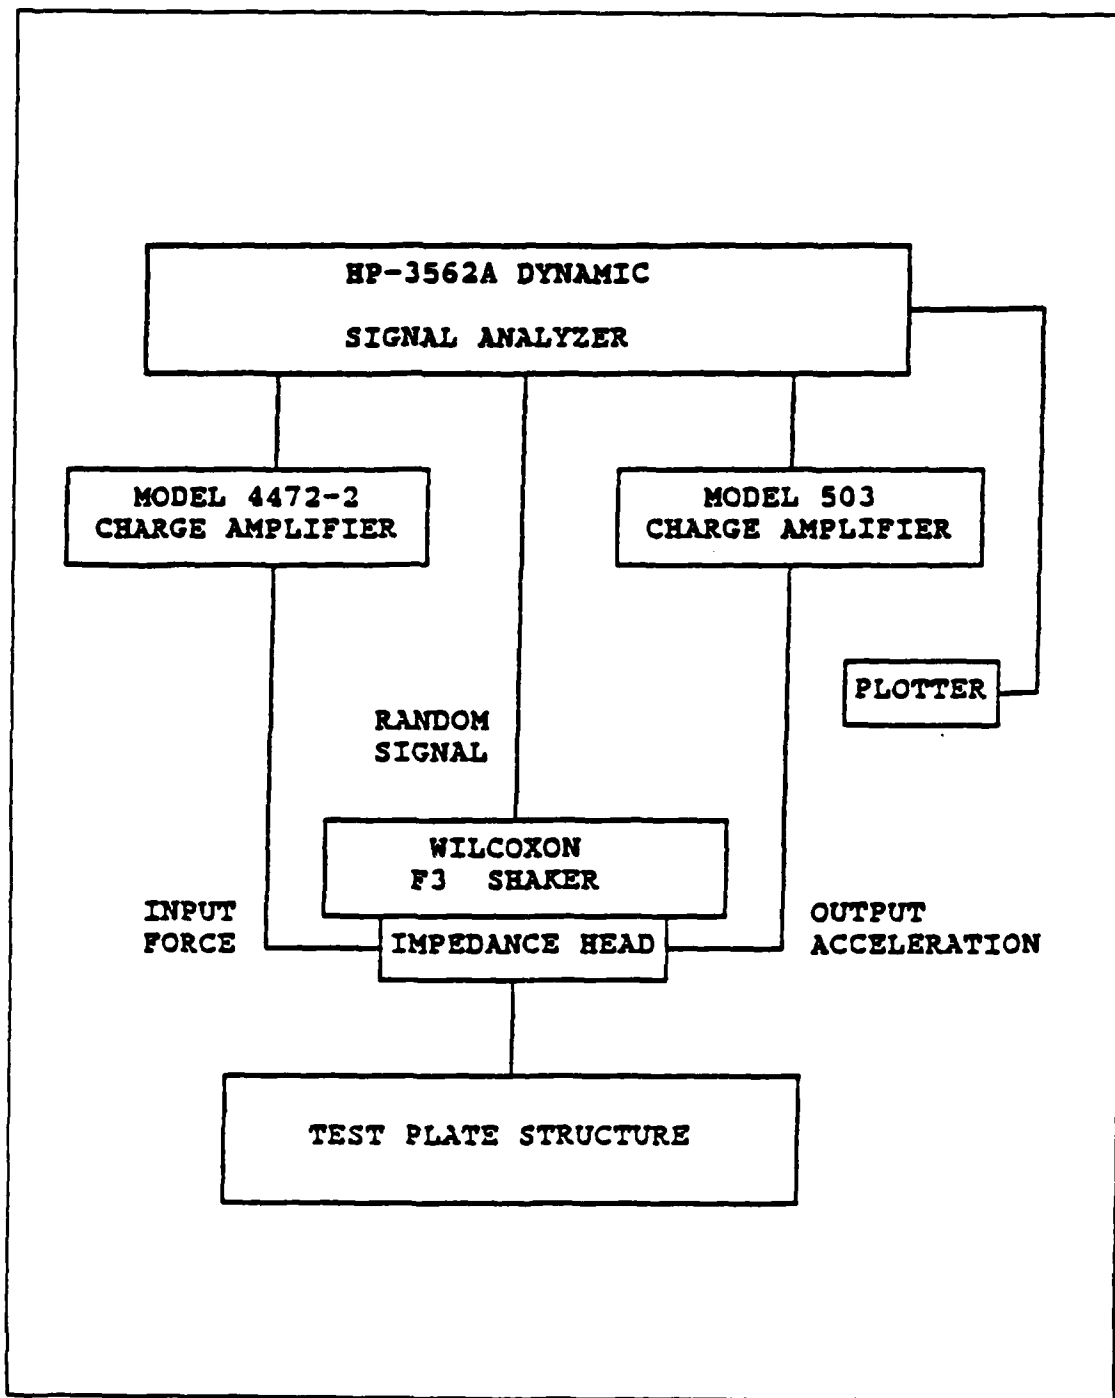 HP-3562A DYNAMIC
SIGNAL ANALYZER
MODEL 4472-2
CHARGE AMPLIFIER
MODEL 503
CHARGE AMPLIFIER
PLOTTER
RANDOM
SIGNAL
WILCOXON
F3 SHAKER
INPUT
FORCE
IMPEDANCE HEAD
OUTPUT
ACCELERATION
TEST PLATE STRUCTURE